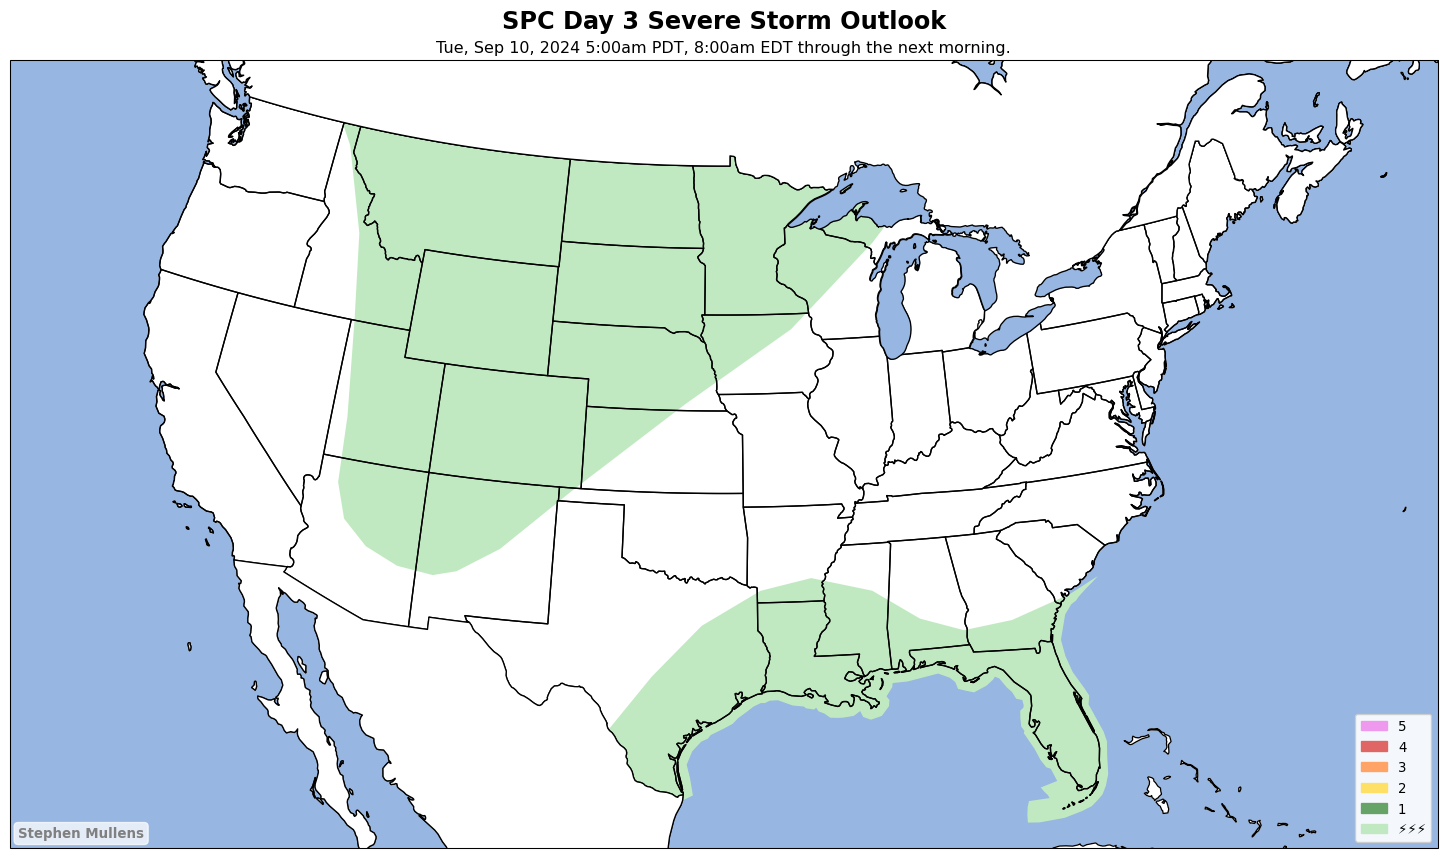 SPC Day 3 Severe Storm Outlook
Tue, Sep 10, 2024 5:00am PDT, 8:00am EDT through the next morning.
5
4
3
2
1
⚡⚡⚡
Stephen Mullens